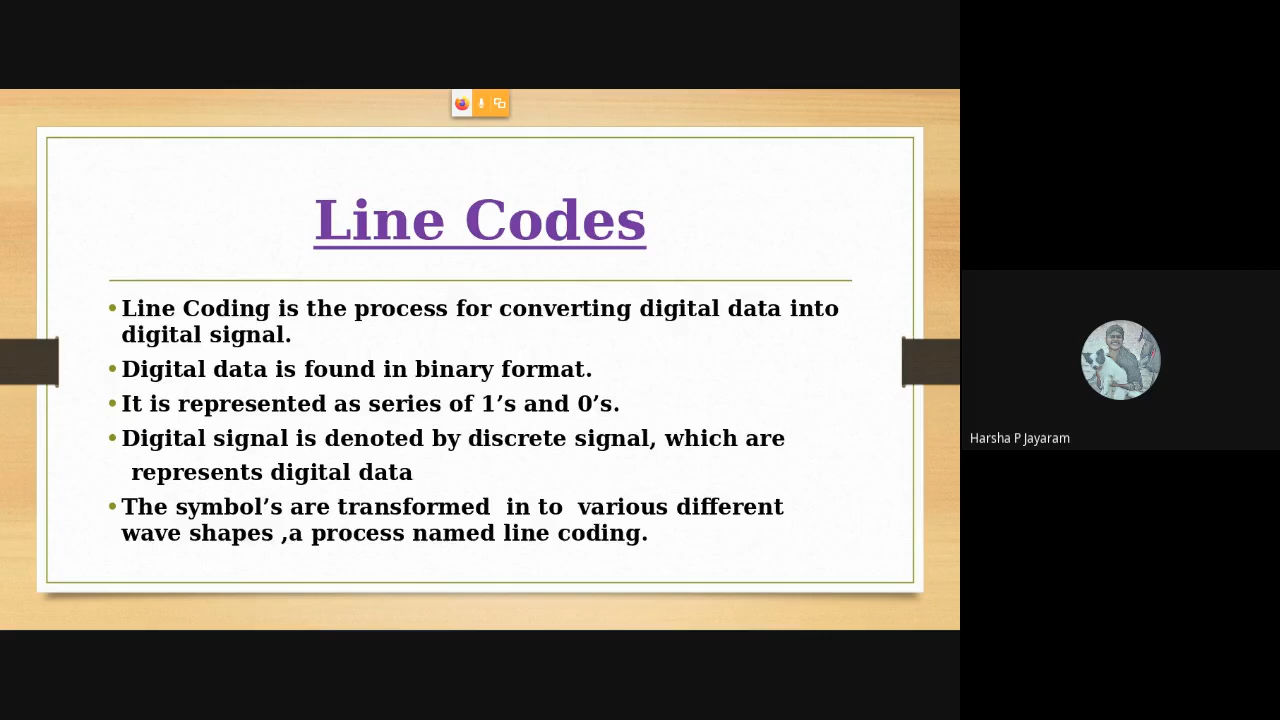 Line Codes
•Line Coding is the process for converting digital data into
digital signal.
•Digital data is found in binary format.
•It is represented as series of 1’s and 0’s.
•Digital signal is denoted by discrete signal, which are
represents digital data
•The symbol’s are transformed  in to  various different
wave shapes ,a process named line coding.
Harsha P Jayaram